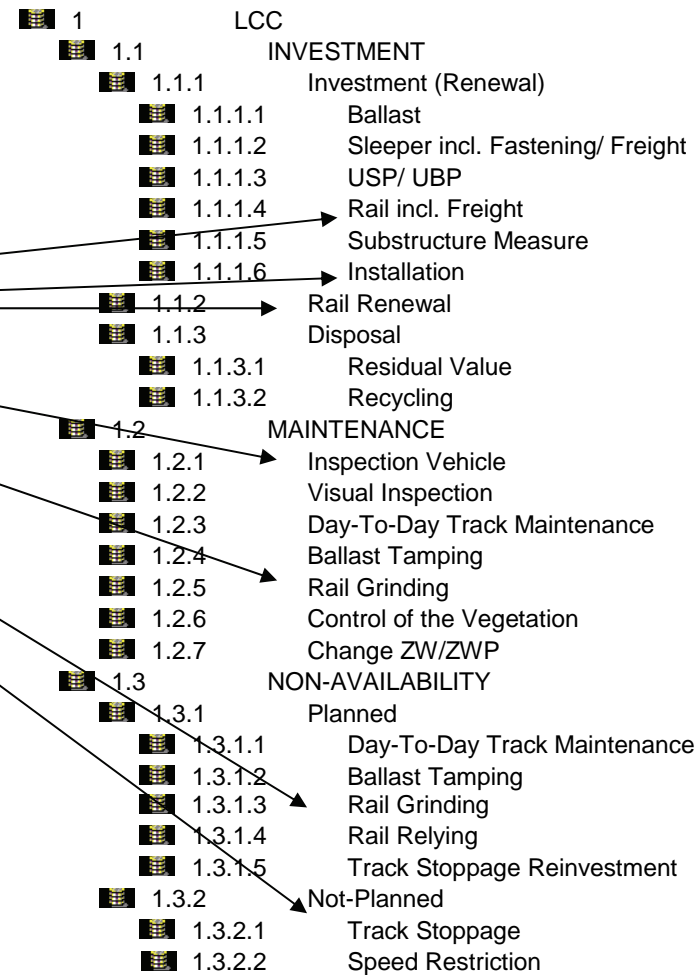 1 LCC
1.1 INVESTMENT
1.1.1 Investment (Renewal)
1.1.1.1 Ballast
1.1.1.2 Sleeper incl. Fastening/ Freight
1.1.1.3 USP/ UBP
1.1.1.4 Rail incl. Freight
1.1.1.5 Substructure Measure
1.1.1.6 Installation
1.1.2 Rail Renewal
1.1.3 Disposal
1.1.3.1 Residual Value
1.1.3.2 Recycling
1.2 MAINTENANCE
1.2.1 Inspection Vehicle
1.2.2 Visual Inspection
1.2.3 Day-To-Day Track Maintenance
1.2.4 Ballast Tamping
1.2.5 Rail Grinding
1.2.6 Control of the Vegetation
1.2.7 Change ZW/ZWP
1.3 NON-AVAILABILITY
1.3.1 Planned
1.3.1.1 Day-To-Day Track Maintenance
1.3.1.2 Ballast Tamping
1.3.1.3 Rail Grinding
1.3.1.4 Rail Relying
1.3.1.5 Track Stoppage Reinvestment
1.3.2 Not-Planned
1.3.2.1 Track Stoppage
1.3.2.2 Speed Restriction